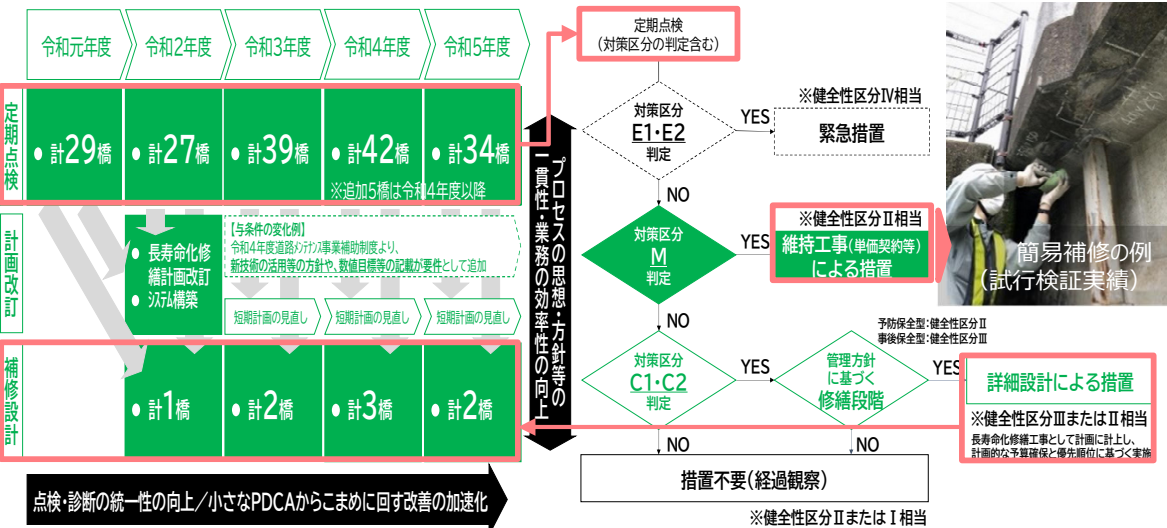 令和元年度
令和2年度
令和3年度
令和4年度
令和5年度
定期点検
● 計29橋
● 計27橋
● 計39橋
● 計42橋
● 計34橋
※追加5橋は令和4年度以降
計画改訂
● 長寿命化修
繕計画改訂
● システム構築
【与条件の変化例】
令和4年度道路メンテナンス事業補助制度より、
新技術の活用等の方針や、数値目標等の記載が要件として追加
短期計画の見直し
短期計画の見直し
短期計画の見直し
補修設計
● 計1橋
● 計2橋
● 計3橋
● 計2橋
点検・診断の統一性の向上／小さなPDCAからこまめに回す改善の加速化
プロセスの思想・方針等の
一貫性・業務の効率性の向上
定期点検
（対策区分の判定含む）
対策区分
E1・E2
判定
YES
※健全性区分Ⅳ相当
緊急措置
NO
対策区分
M
判定
YES
※健全性区分Ⅱ相当
維持工事（単価契約等）
による措置
簡易補修の例
（試行検証実績）
NO
対策区分
C1・C2
判定
YES
管理方針
に基づく
修繕段階
予防保全型：健全性区分Ⅱ
事後保全型：健全性区分Ⅲ
YES
詳細設計による措置
※健全性区分Ⅲまたは Ⅱ相当
長寿命化修繕工事として計画に計上し、
計画的な予算確保と優先順位に基づく実施
NO
NO
措置不要（経過観察）
※健全性区分Ⅱまたは Ⅰ相当